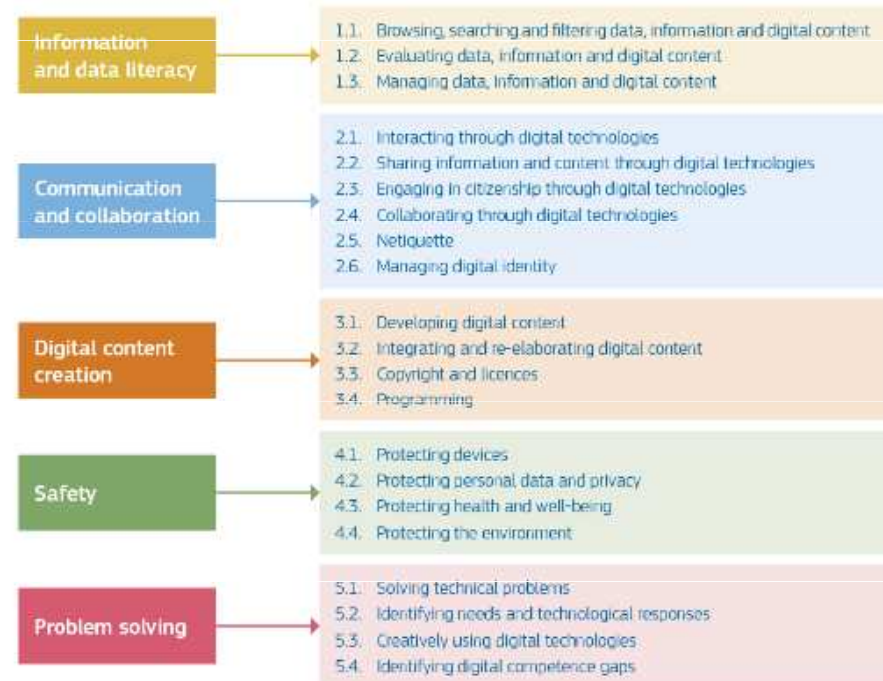 Information
and data literacy
1.1. Browsing, searching and filtering data, information and digital content
1.2. Evaluating data, information and digital content
1.3. Managing data, information and digital content
Communication
and collaboration
2.1. Interacting through digital technologies
2.2. Sharing information and content through digital technologies
2.3. Engaging in citizenship through digital technologies
2.4. Collaborating through digital technologies
2.5. Netiquette
2.6. Managing digital identity
Digital content
creation
3.1. Developing digital content
3.2. Integrating and re-elaborating digital content
3.3. Copyright and licences
3.4. Programming
Safety
4.1. Protecting devices
4.2. Protecting personal data and privacy
4.3. Protecting health and well-being
4.4. Protecting the environment
Problem solving
5.1. Solving technical problems
5.2. Identifying needs and technological responses
5.3. Creatively using digital technologies
5.4. Identifying digital competence gaps